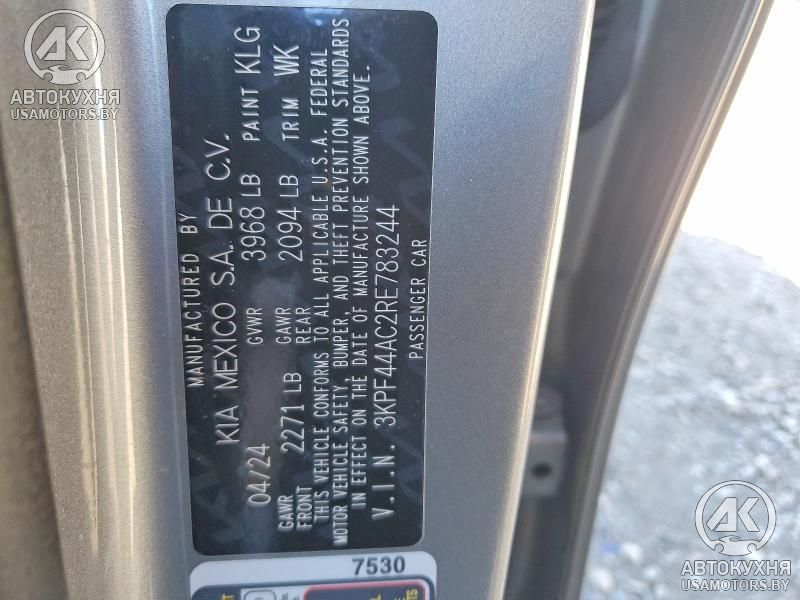 AK
АВТОКУХНЯ
USAMOTORS.BY
MANUFACTURED BY
KIA MEXICO S.A. DE C.V.
04/24 GVWR 3968 LB PAINT KLG
GAWR FRONT 2271 LB GAWR REAR 2094 LB TRIM WK
THIS VEHICLE CONFORMS TO ALL APPLICABLE U.S.A. FEDERAL
MOTOR VEHICLE SAFETY, BUMPER, AND THEFT PREVENTION STANDARDS
IN EFFECT ON THE DATE OF MANUFACTURE SHOWN ABOVE.
V.I.N. 3KPF44AC2RE783244
PASSENGER CAR
7530
AK
АВТОКУХНЯ
USAMOTORS.BY